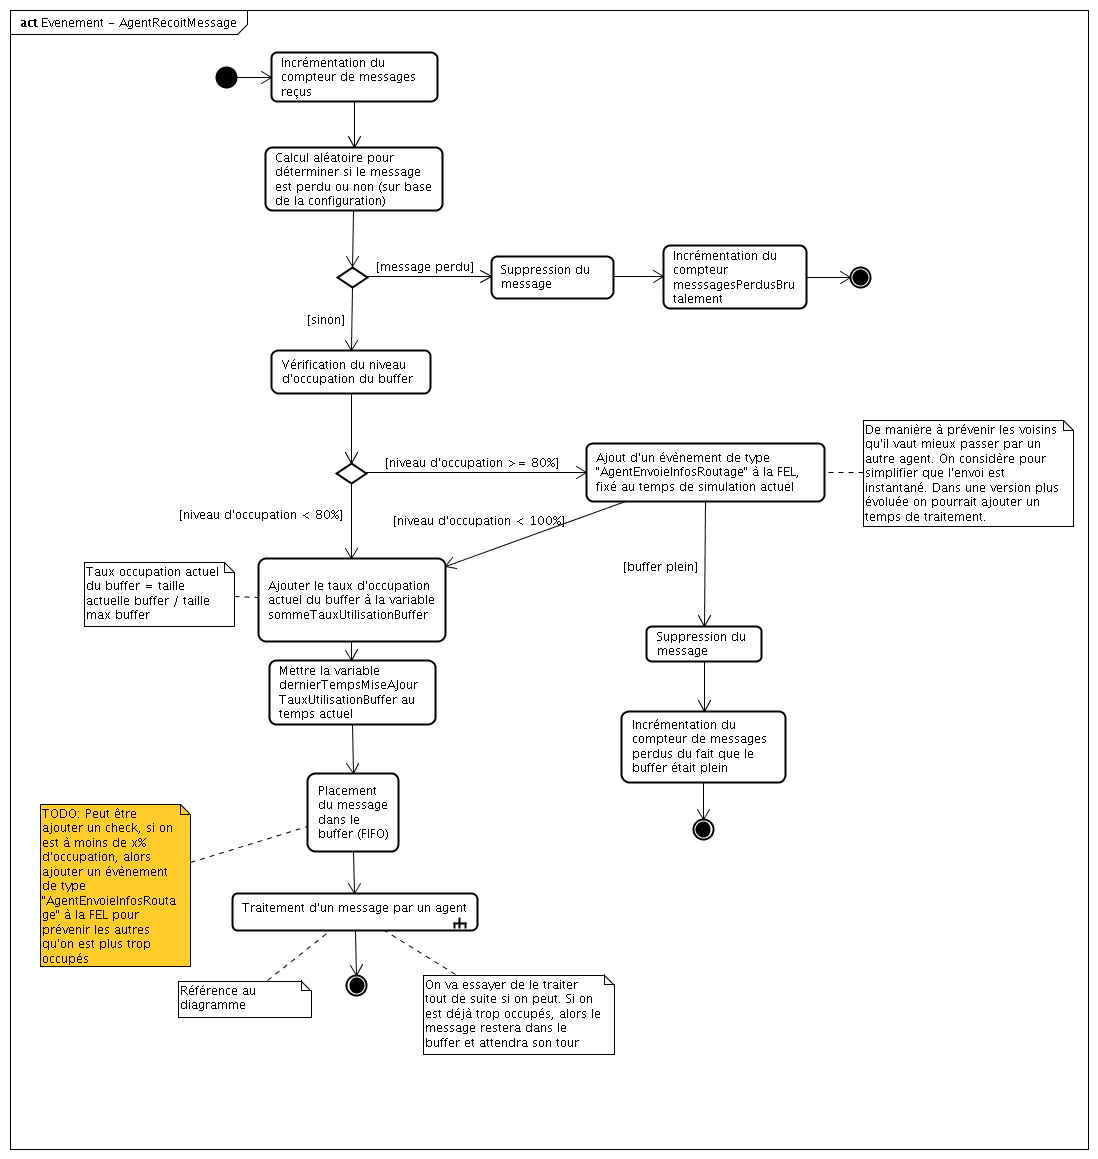 act Evenement - AgentRecoitMessage
Incrémentation du
compteur de messages
reçus
Calcul aléatoire pour
déterminer si le message
est perdu ou non (sur base
de la configuration)
[message perdu]
Suppression du
message
Incrémentation du
compteur
messsagesPerdusBru
talement
[sinon]
Vérification du niveau
d'occupation du buffer
[niveau d'occupation >= 80%]
Ajout d'un évènement de type
"AgentEnvoieInfosRoutage" à la FEL,
fixé au temps de simulation actuel
De manière à prévenir les voisins
qu'il vaut mieux passer par un
autre agent. On considère pour
simplifier que l'envoi est
instantané. Dans une version plus
évoluée on pourrait ajouter un
temps de traitement.
[niveau d'occupation < 80%]
[niveau d'occupation < 100%]
[buffer plein]
Taux occupation actuel
du buffer = taille
actuelle buffer / taille
max buffer
Ajouter le taux d'occupation
actuel du buffer à la variable
sommeTauxUtilisationBuffer
Suppression du
message
Mettre la variable
dernierTempsMiseAJour
TauxUtilisationBuffer au
temps actuel
Incrémentation du
compteur de messages
perdus du fait que le
buffer était plein
Placement
du message
dans le
buffer (FIFO)
TODO: Peut être
ajouter un check, si on
est à moins de x%
d'occupation, alors
ajouter un évènement
de type
"AgentEnvoieInfosRouta
ge" à la FEL pour
prévenir les autres
qu'on est plus trop
occupés
Traitement d'un message par un agent
Référence au
diagramme
On va essayer de le traiter
tout de suite si on peut. Si on
est déjà trop occupés, alors le
message restera dans le
buffer et attendra son tour